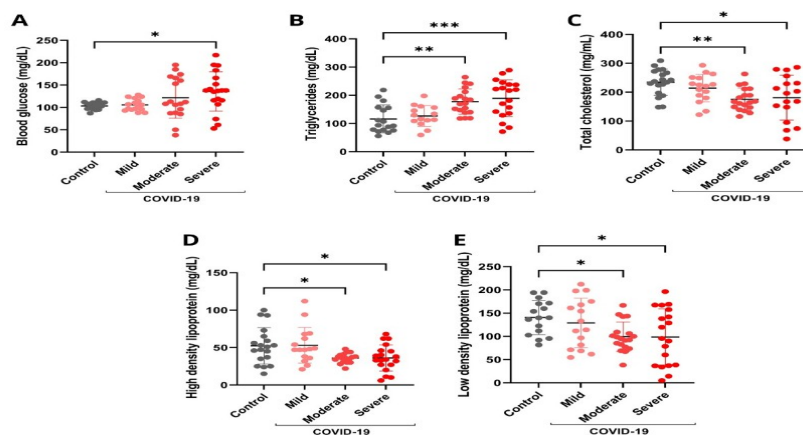 A
Blood glucose (mg/dL)
250
200
150
100
50
0
*
Control
Mild
Moderate
Severe
COVID-19
B
Triglycerides (mg/dL)
400
300
200
100
0
***
**
Control
Mild
Moderate
Severe
COVID-19
C
Total cholesterol (mg/mL)
400
300
200
100
0
*
**
Control
Mild
Moderate
Severe
COVID-19
D
High density lipoprotein (mg/dL)
150
100
50
0
*
*
Control
Mild
Moderate
Severe
COVID-19
E
Low density lipoprotein (mg/dL)
250
200
150
100
50
0
*
*
Control
Mild
Moderate
Severe
COVID-19